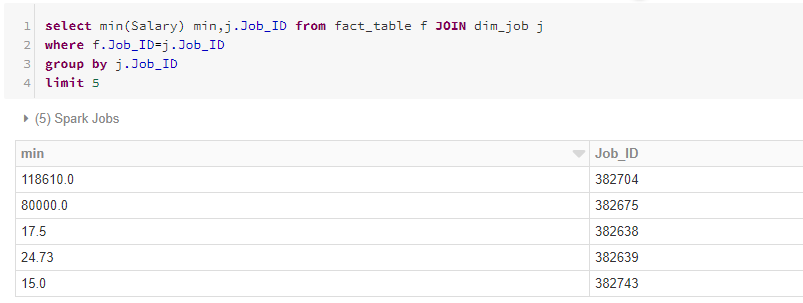 1 select min(Salary) min,j.Job_ID from fact_table f JOIN dim_job j
2 where f.Job_ID=j.Job_ID
3 group by j.Job_ID
4 limit 5
(5) Spark Jobs
min Job_ID
118610.0 382704
80000.0 382675
17.5 382638
24.73 382639
15.0 382743